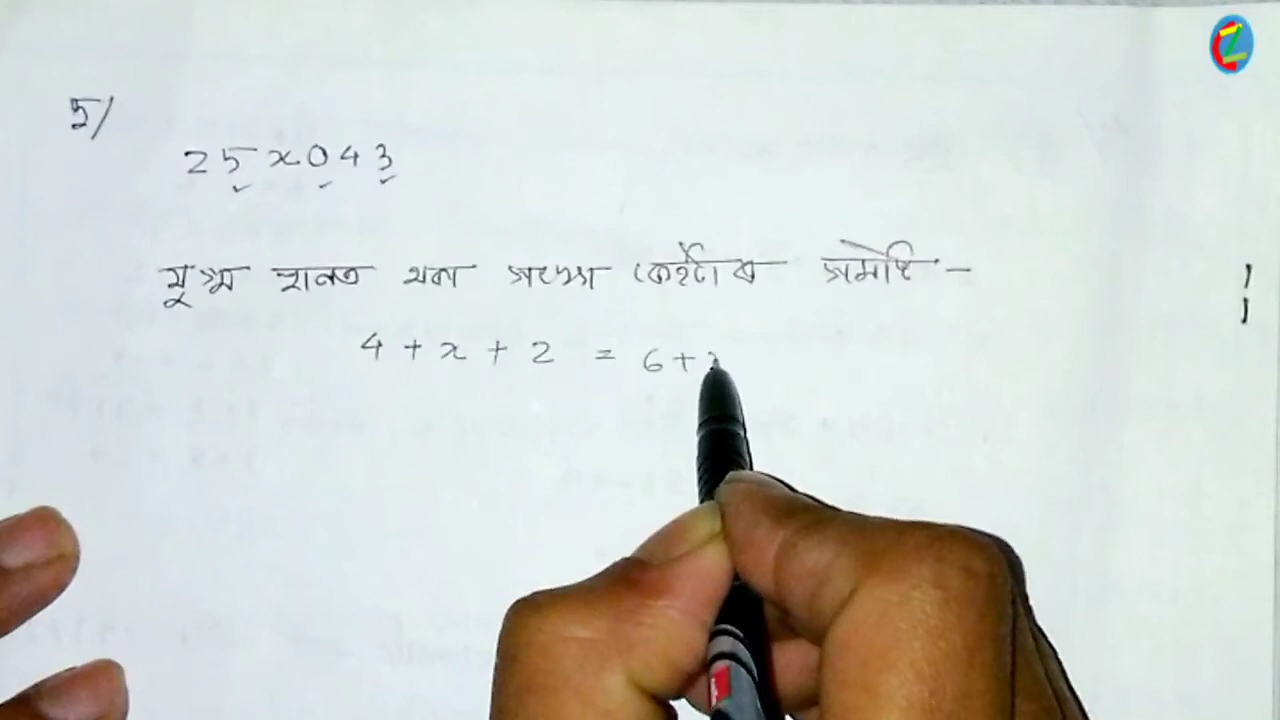 5/
25x043
যুগ্ম স্থানত থকা সংখ্যা কেইটাৰ সমষ্টি -
4 + x + 2 = 6 +